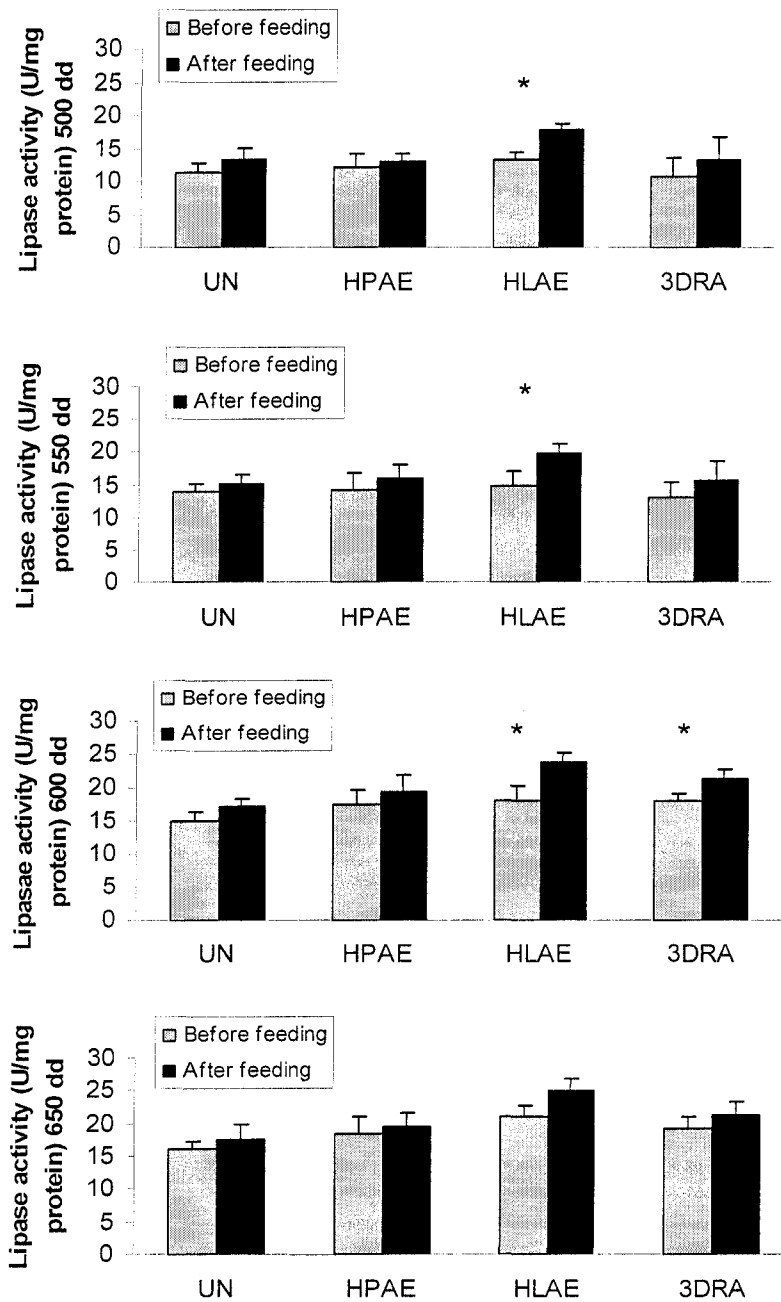 Before feeding
After feeding
Lipase activity (U/mg
protein) 500 dd
30
25
20
15
10
5
0
*
UN HPAE HLAE 3DRA
Before feeding
After feeding
Lipase activity (U/mg
protein) 550 dd
30
25
20
15
10
5
0
*
UN HPAE HLAE 3DRA
Before feeding
After feeding
Lipasae activity (U/mg
protein) 600 dd
30
25
20
15
10
5
0
* *
UN HPAE HLAE 3DRA
Before feeding
After feeding
Lipase activity (U/mg
protein) 650 dd
30
25
20
15
10
5
0
UN HPAE HLAE 3DRA